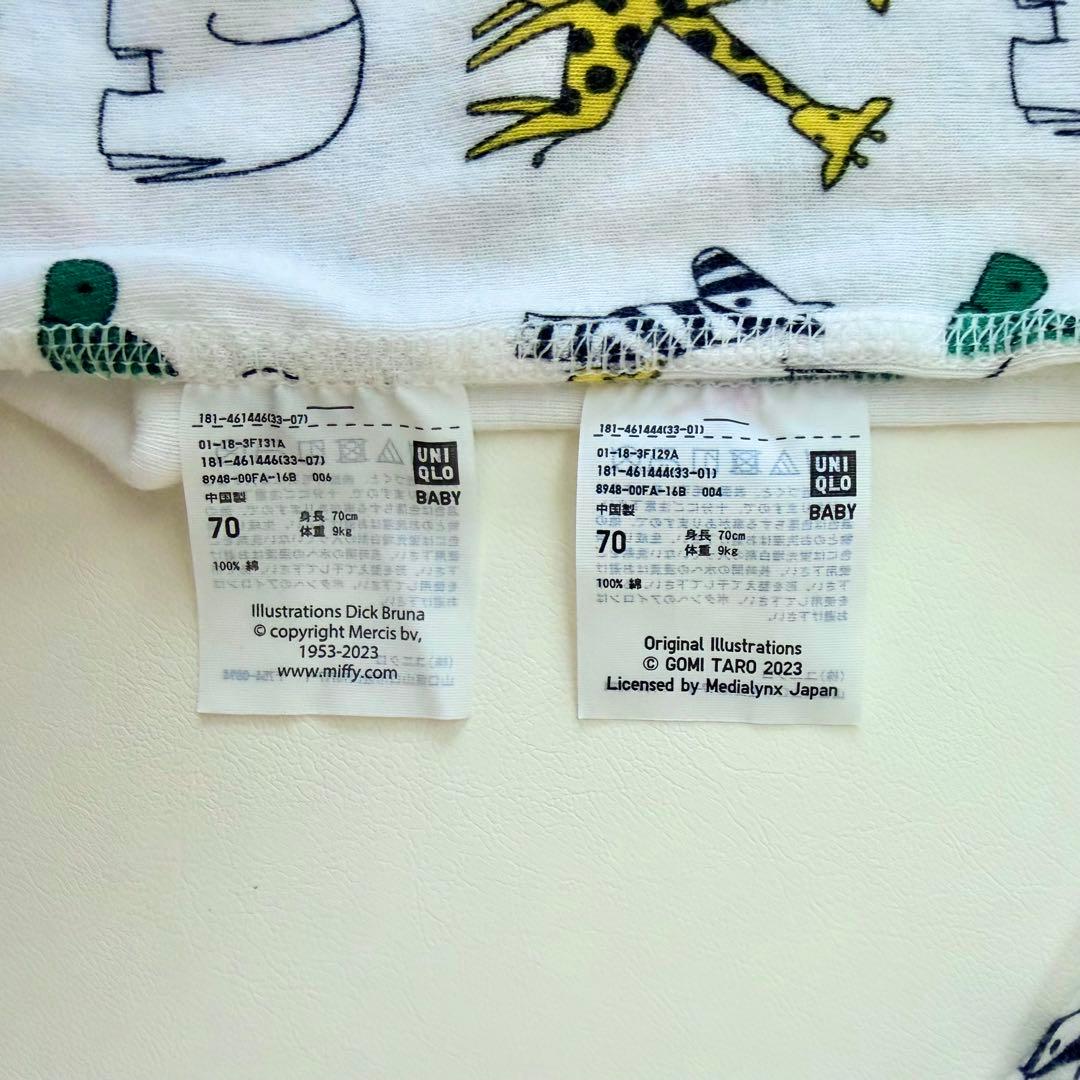 181-461446(33-07)
01-18-3F131A
181-461446(33-07)
8948-00FA-16B 006
中国製
70
身長 70cm
体重 9kg
100% 綿
UNI
QLO
BABY
Illustrations Dick Bruna
© copyright Mercis bv,
1953-2023
www.miffy.com
181-461444(33-01)
01-18-3F129A
181-461444(33-01)
8948-00FA-16B 004
中国製
70
身長 70cm
体重 9kg
100% 綿
UNI
QLO
BABY
Original Illustrations
© GOMI TARO 2023
Licensed by Medialynx Japan